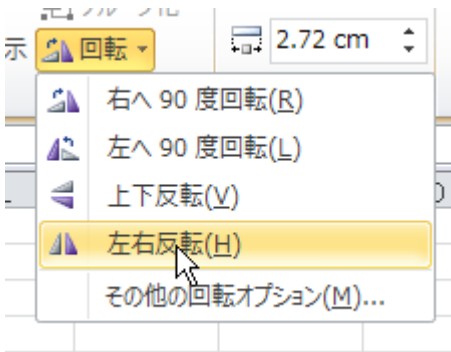 示 回転
2.72 cm
右へ 90 度回転(R)
左へ 90 度回転(L)
上下反転(V)
左右反転(H)
その他の回転オプション(M)...